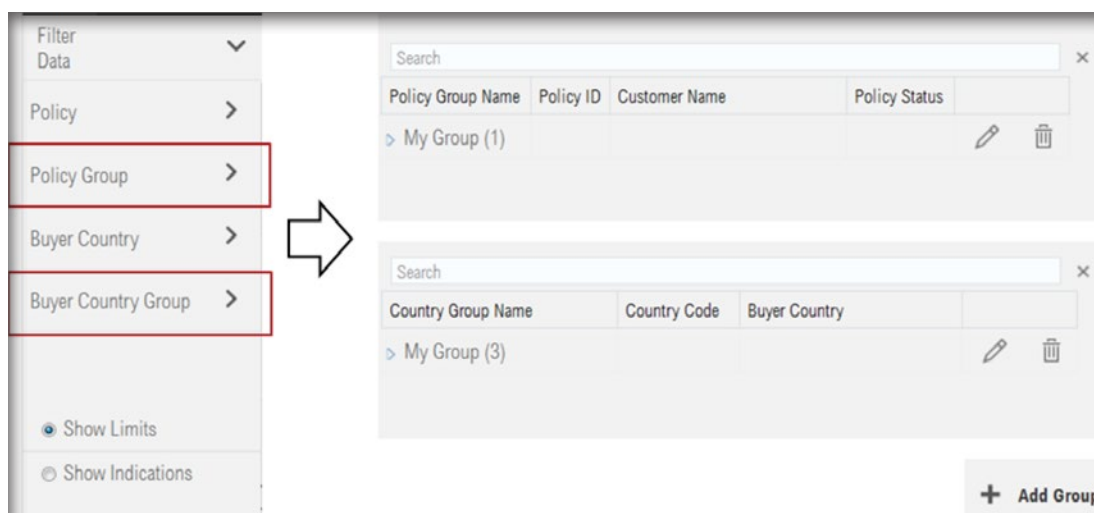 Filter
Data
Policy
Policy Group
Buyer Country
Buyer Country Group
Show Limits
Show Indications
Search
Policy Group Name Policy ID Customer Name Policy Status
My Group (1)
Search
Country Group Name Country Code Buyer Country
My Group (3)
Add Group